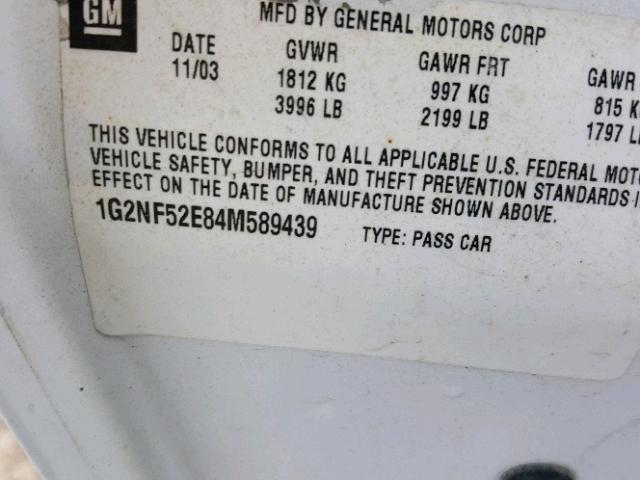 GM
MFD BY GENERAL MOTORS CORP
DATE GVWR GAWR FRT GAWR
11/03 1812 KG 997 KG 815 K
3996 LB 2199 LB 1797 L
THIS VEHICLE CONFORMS TO ALL APPLICABLE U.S. FEDERAL MOTO
VEHICLE SAFETY, BUMPER, AND THEFT PREVENTION STANDARDS I
EFFECT ON THE DATE OF MANUFACTURE SHOWN ABOVE.
1G2NF52E84M589439 TYPE: PASS CAR